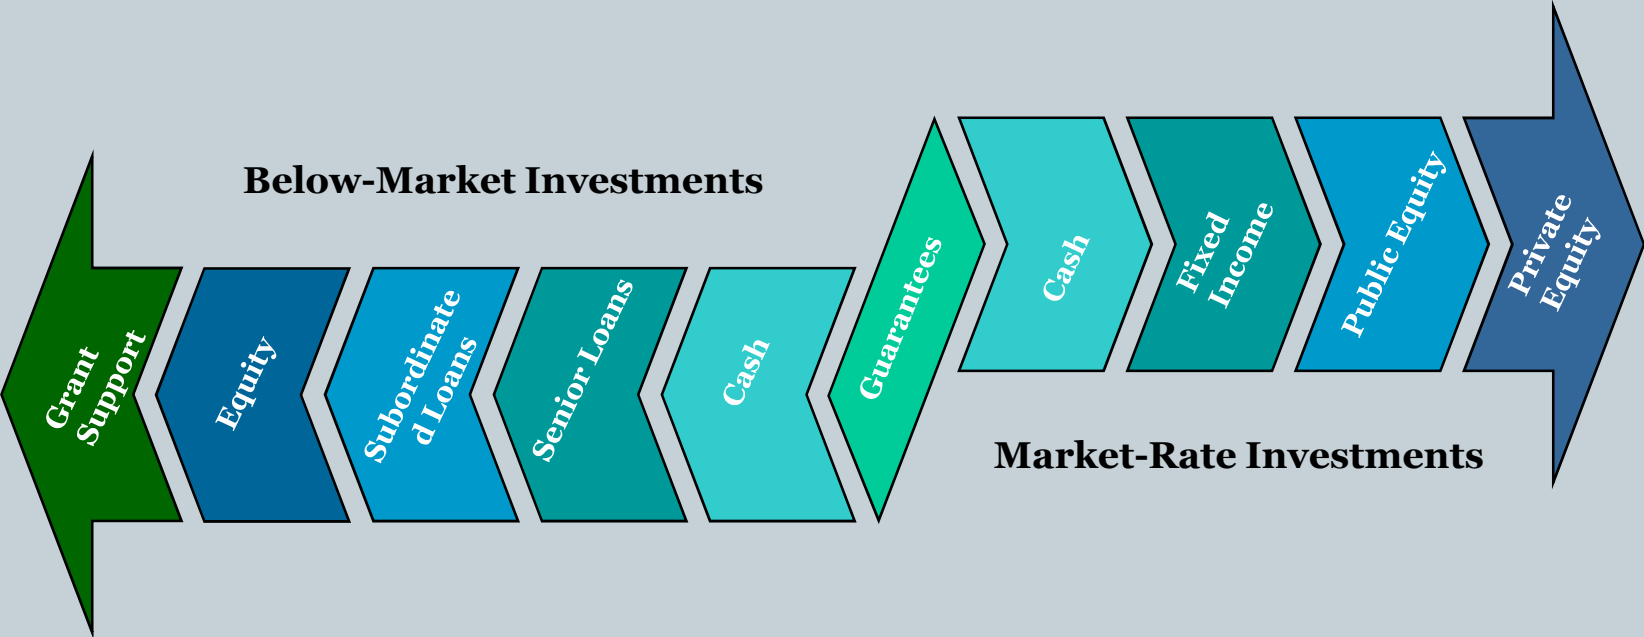 Below-Market Investments
Grant
Support
Equity
Subordinate
d Loans
Senior Loans
Cash
Guarantees
Cash
Fixed
Income
Public Equity
Private
Equity
Market-Rate Investments